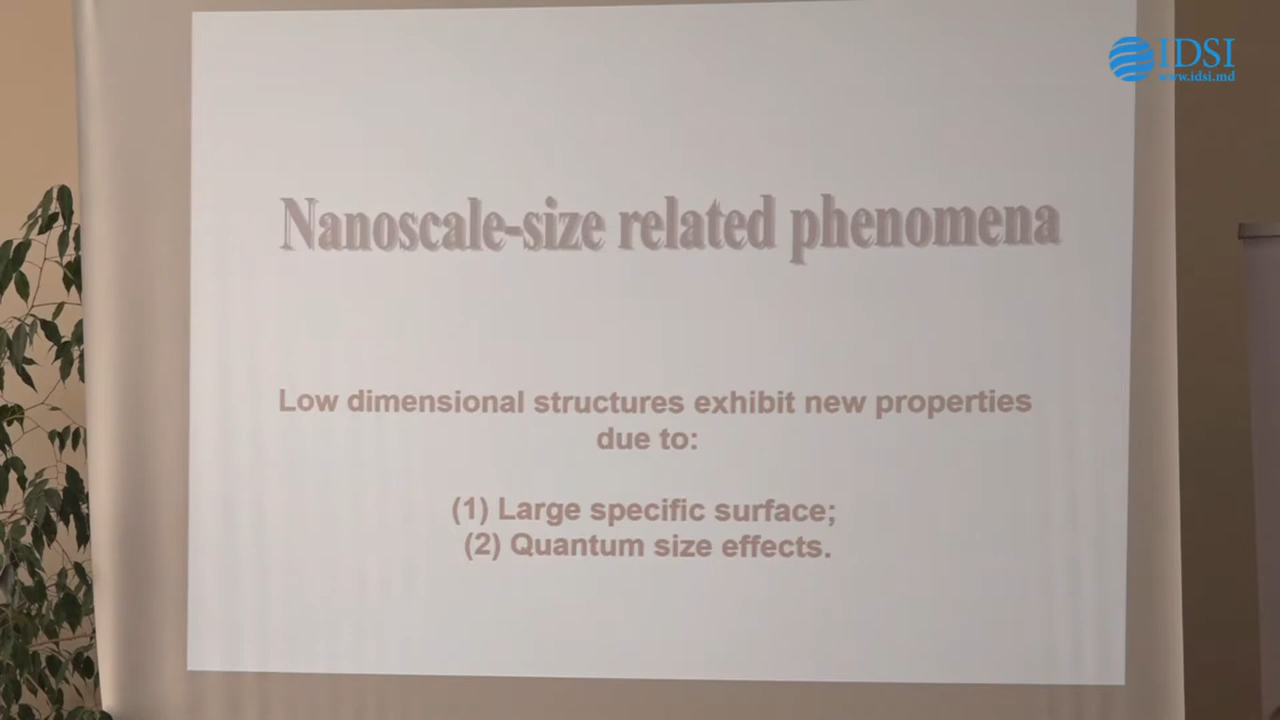 IDSI
www.idsi.md
Nanoscale-size related phenomena
Low dimensional structures exhibit new properties
due to:
(1) Large specific surface;
(2) Quantum size effects.